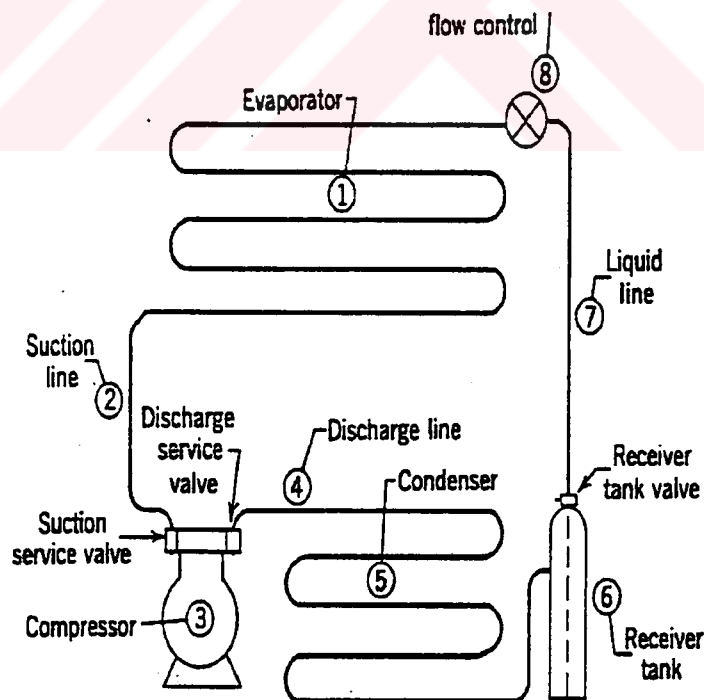 flow control
8
Evaporator
1
Liquid
line
7
Suction
line
2
Discharge
service
valve
Discharge line
4
Condenser
Receiver
tank valve
Suction
service valve
5
6
Compressor
3
Receiver
tank